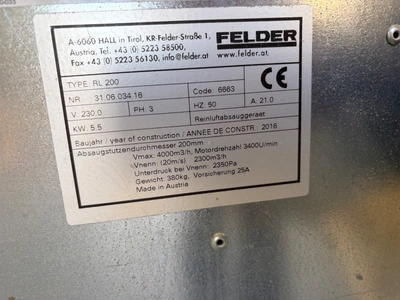 A-6060 HALL in Tirol, KR-Felder-Straße 1,
Austria, Tel. +43 (0) 5223 58500,
Fax +43 (0) 5223 56130, info@felder.at
FELDER
www.felder.at
TYPE: RL 200
NR 31.06.034.16
Code: 6663
V: 230.0
PH: 3
HZ: 50
A: 21.0
KW: 5.5
Reinluftabsauggeraet
Baujahr / year of construction / ANNEE DE CONSTR.: 2016
Absaugstutzendurchmesser 200mm
Vmax: 4000m3/h, Motordrehzahl 3400U/min
Vnenn: (20m/s) 2300m3/h
Unterdruck bei Vnenn: 2350Pa
Gewicht: 380kg, Vorsicherung 25A
Made in Austria
CE